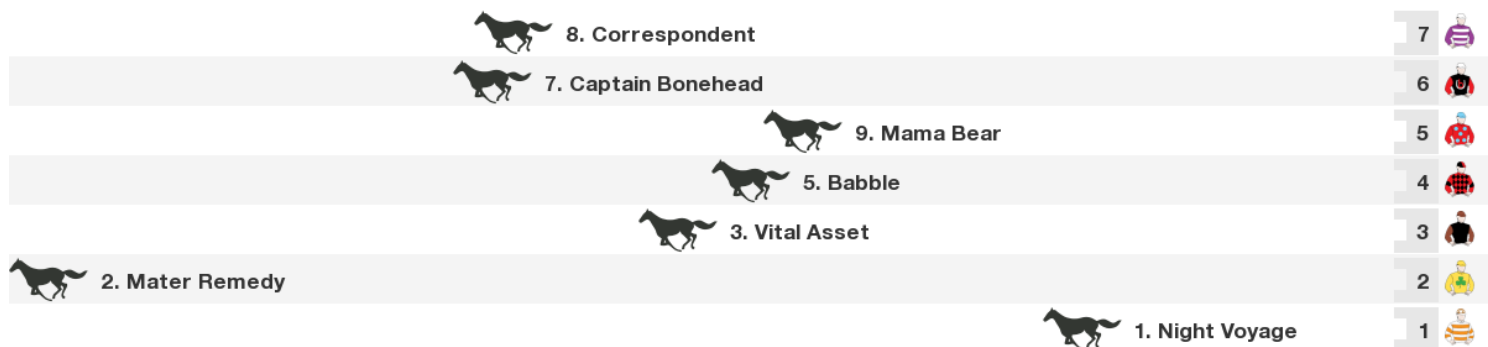 8. Correspondent 7
7. Captain Bonehead 6
9. Mama Bear 5
5. Babble 4
3. Vital Asset 3
2. Mater Remedy 2
1. Night Voyage 1